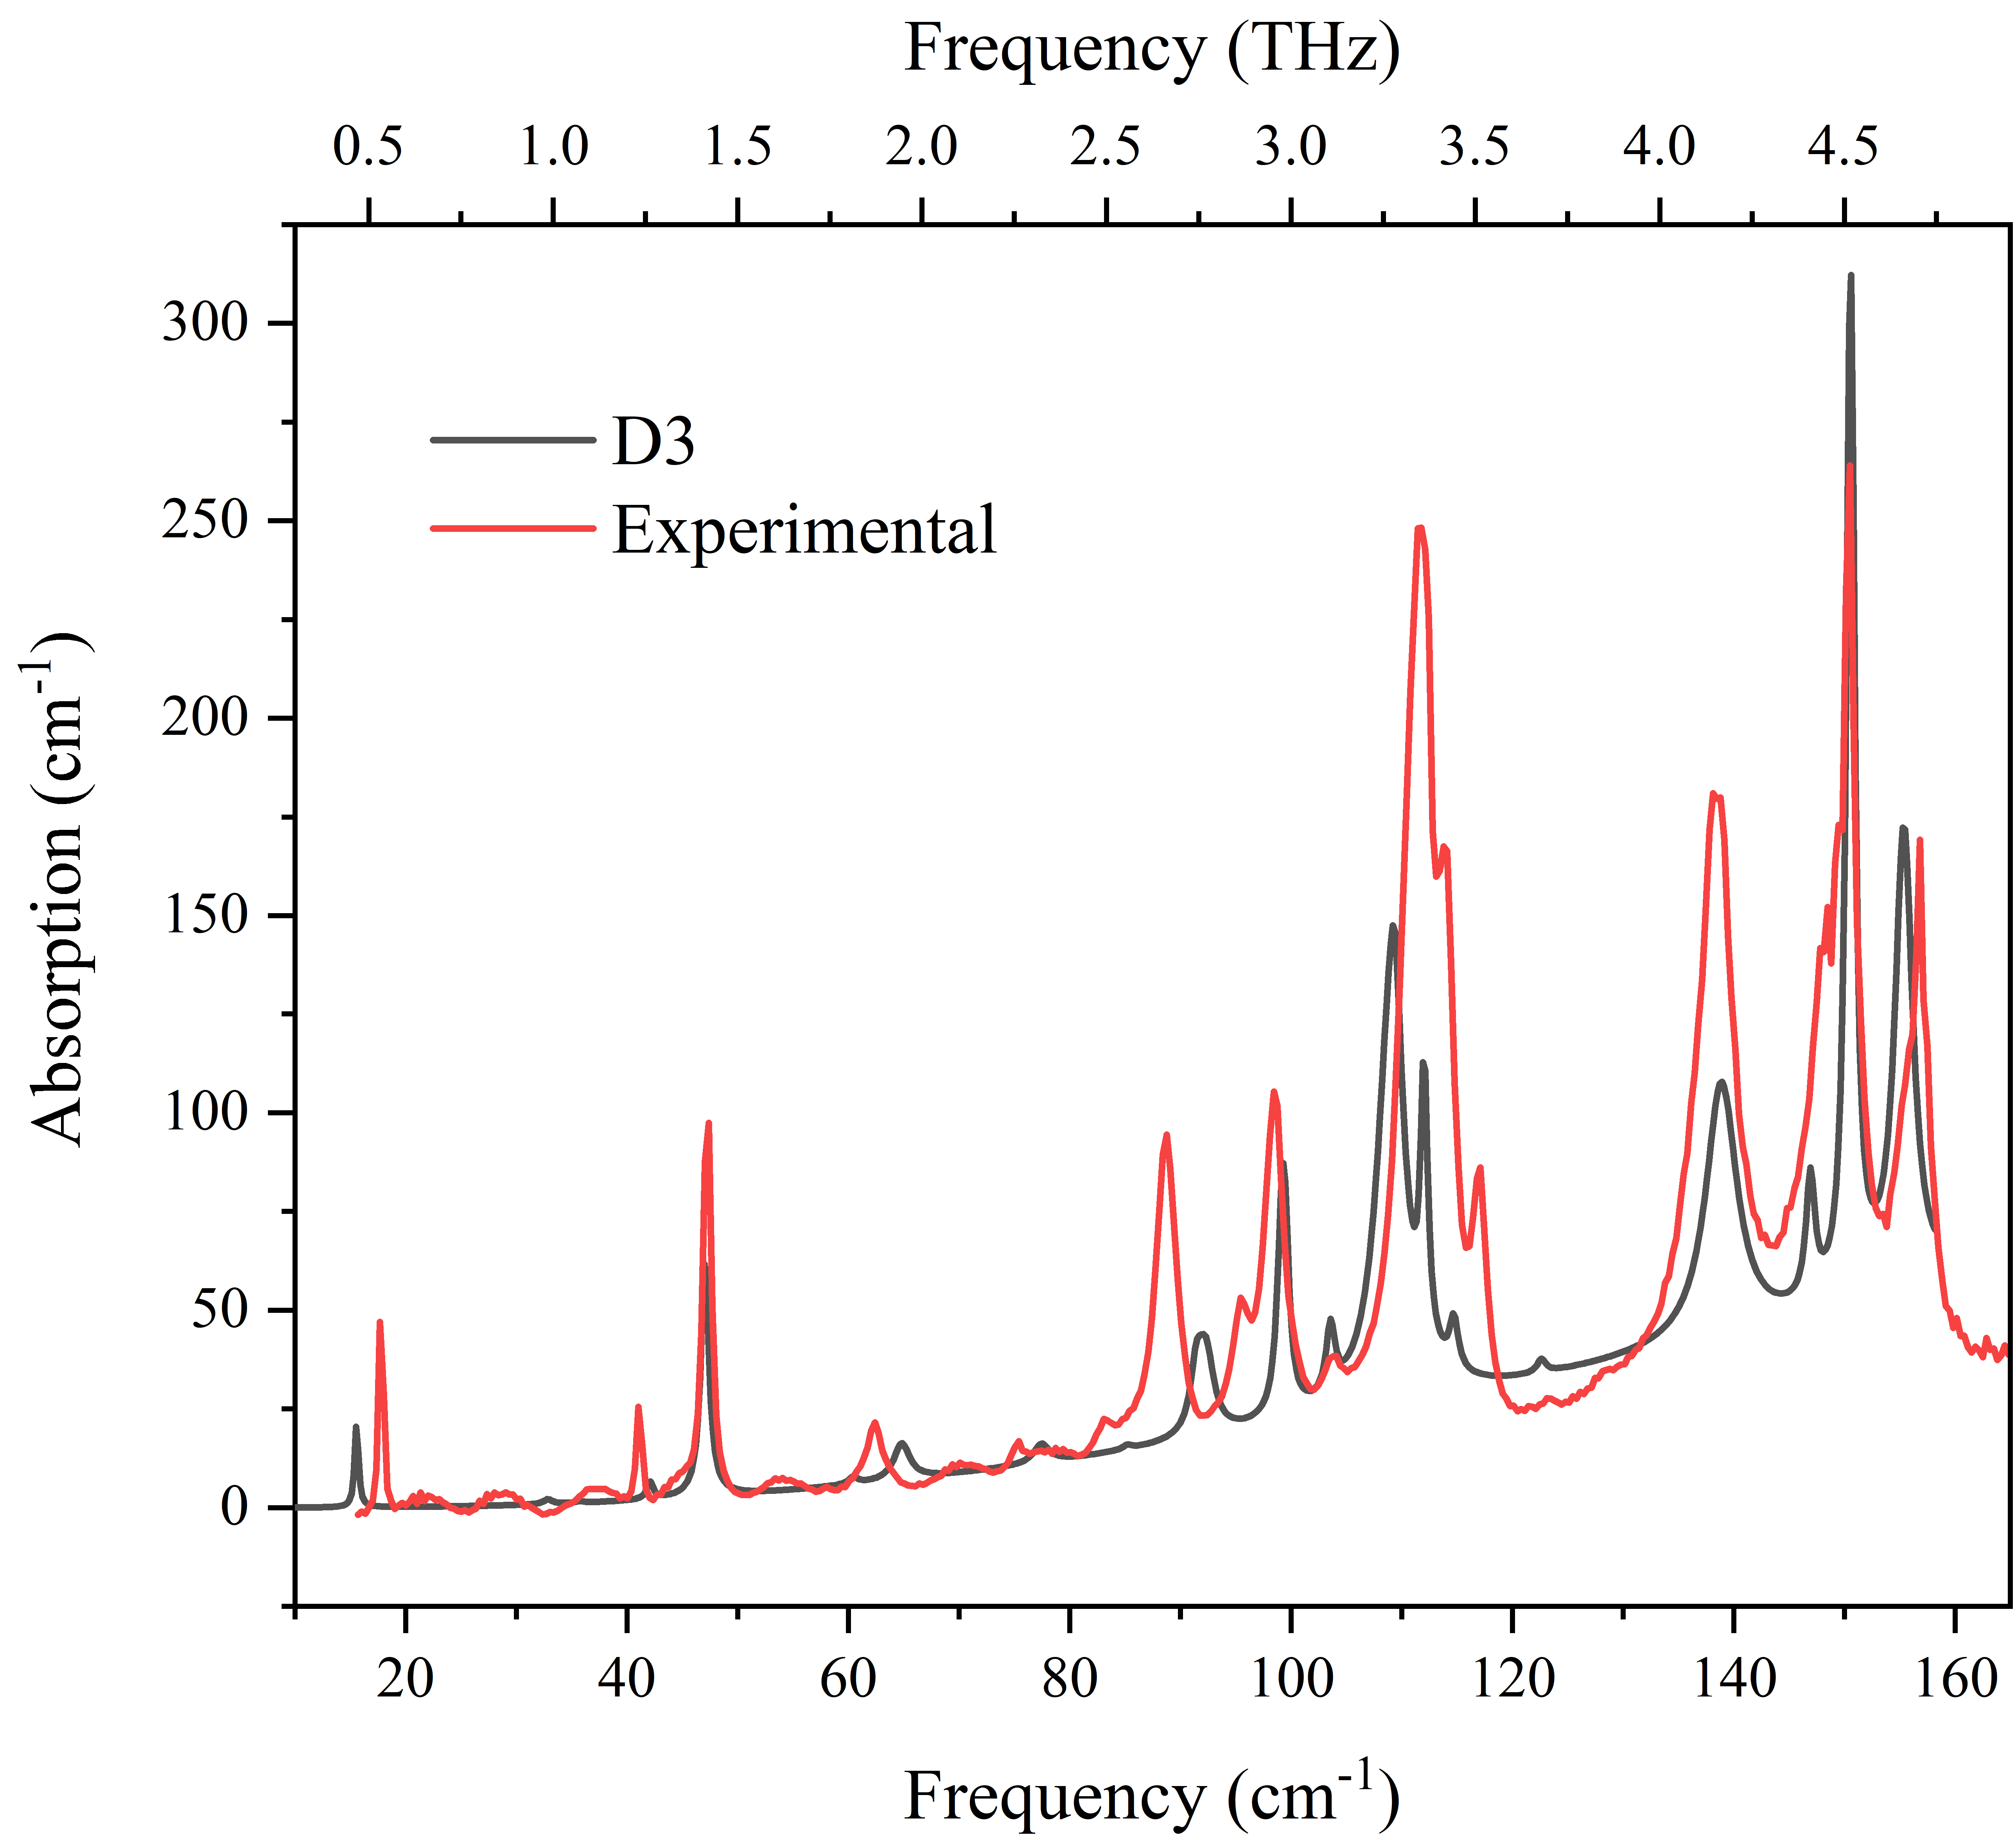 Frequency (THz)
0.5 1.0 1.5 2.0 2.5 3.0 3.5 4.0 4.5
300
250
200
150
100
50
0
Absorption (cm-1)
D3
Experimental
20 40 60 80 100 120 140 160
Frequency (cm-1)